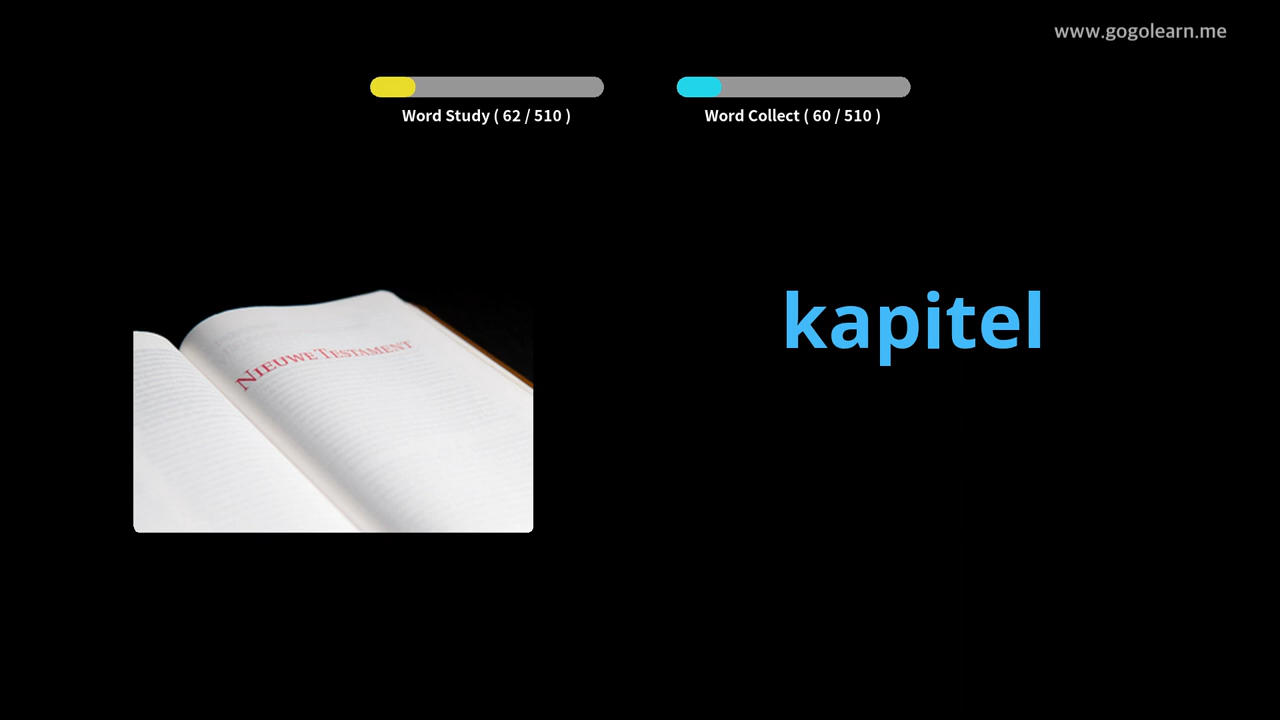 www.gogolearn.me
Word Study ( 62 / 510 )
Word Collect ( 60 / 510 )
NIEUWE TESTAMENT
kapitel